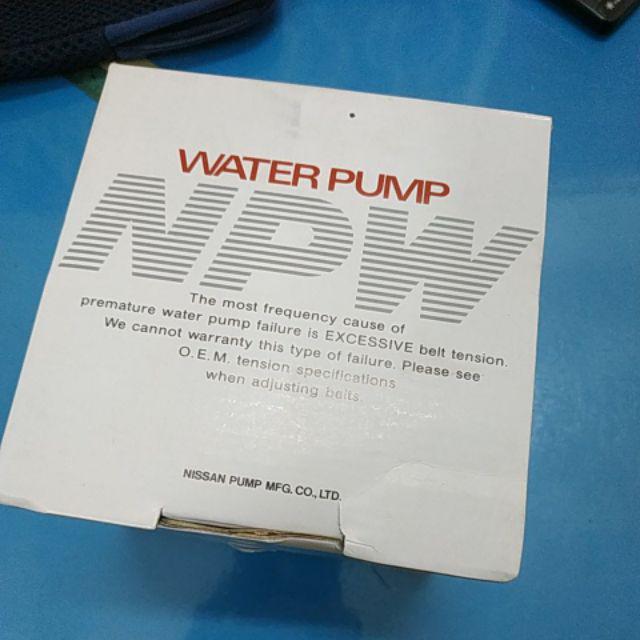 WATER PUMP
NPW
The most frequency cause of
premature water pump failure is EXCESSIVE belt tension.
We cannot warranty this type of failure. Please see
O.E.M. tension specifications
when adjusting belts.
NISSAN PUMP MFG. CO., LTD.